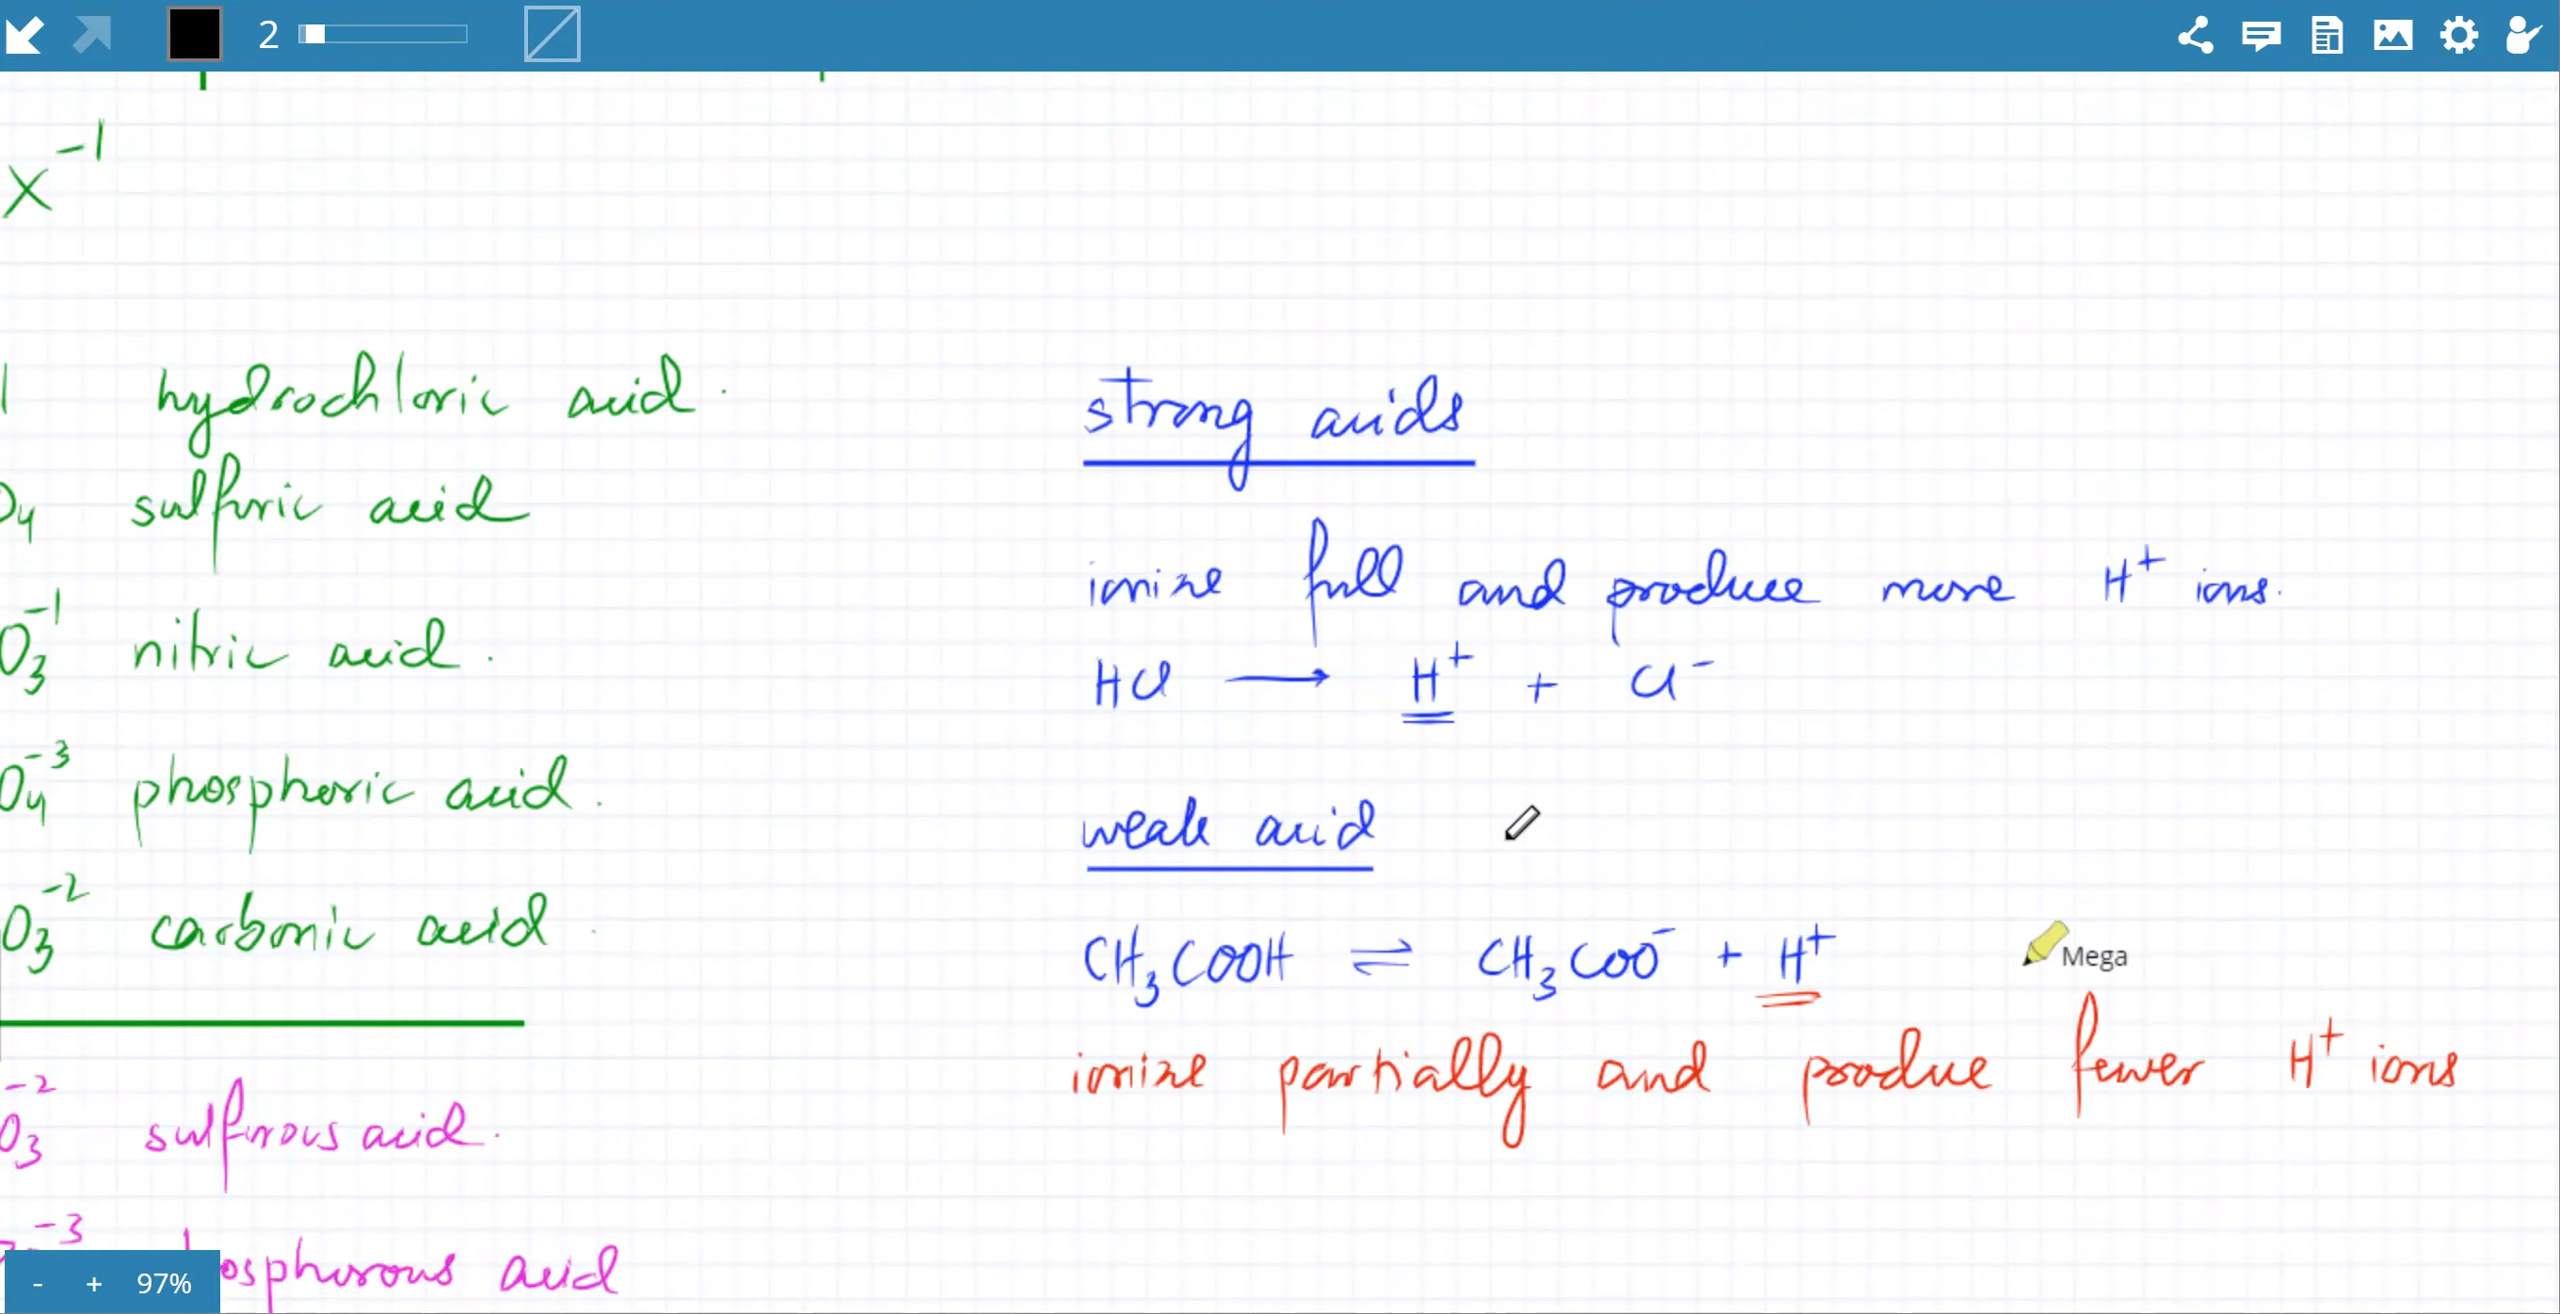 2
X⁻¹
l hydrochloric acid.
O₄ sulfuric acid
O₃⁻¹ nitric acid.
O₄⁻³ phosphoric acid.
O₃⁻² carbonic acid.
O₃⁻² sulfurous acid.
⁻³ osphorous acid
- + 97%
strong acids
ionize full and produce more H⁺ ions.
HCl ⟶ H⁺ + Cl⁻
weak acid
CH₃COOH ⇌ CH₃COO⁻ + H⁺
Mega
ionize partially and produce fewer H⁺ ions